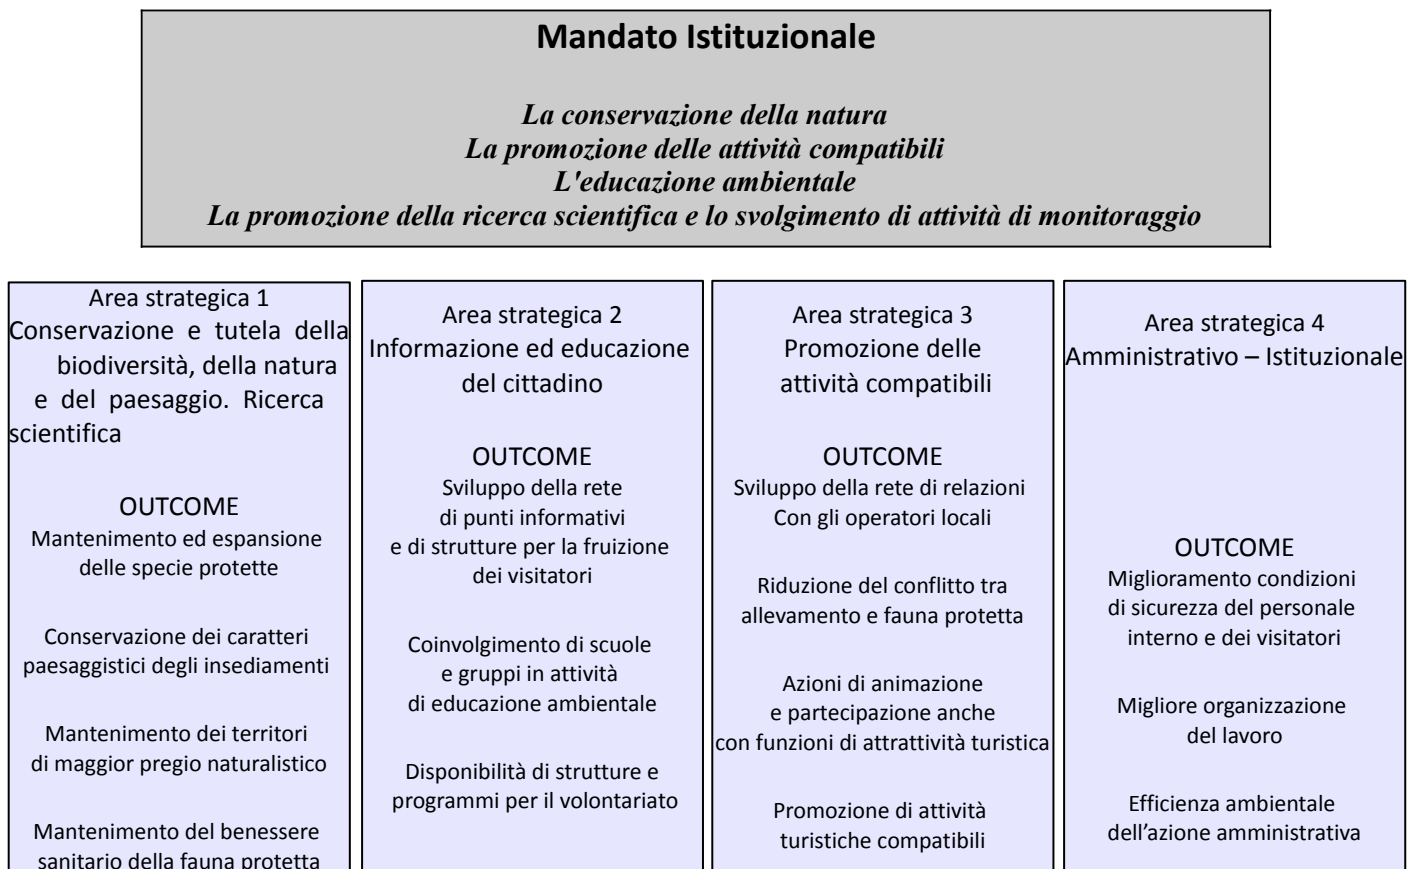 Mandato Istituzionale
La conservazione della natura
La promozione delle attività compatibili
L'educazione ambientale
La promozione della ricerca scientifica e lo svolgimento di attività di monitoraggio
Area strategica 1
Conservazione e tutela della
biodiversità, della natura
e del paesaggio. Ricerca
scientifica
OUTCOME
Mantenimento ed espansione
delle specie protette
Conservazione dei caratteri
paesaggistici degli insediamenti
Mantenimento dei territori
di maggior pregio naturalistico
Mantenimento del benessere
sanitario della fauna protetta
Area strategica 2
Informazione ed educazione
del cittadino
OUTCOME
Sviluppo della rete
di punti informativi
e di strutture per la fruizione
dei visitatori
Coinvolgimento di scuole
e gruppi in attività
di educazione ambientale
Disponibilità di strutture e
programmi per il volontariato
Area strategica 3
Promozione delle
attività compatibili
OUTCOME
Sviluppo della rete di relazioni
Con gli operatori locali
Riduzione del conflitto tra
allevamento e fauna protetta
Azioni di animazione
e partecipazione anche
con funzioni di attrattività turistica
Promozione di attività
turistiche compatibili
Area strategica 4
Amministrativo – Istituzionale
OUTCOME
Miglioramento condizioni
di sicurezza del personale
interno e dei visitatori
Migliore organizzazione
del lavoro
Efficienza ambientale
dell’azione amministrativa